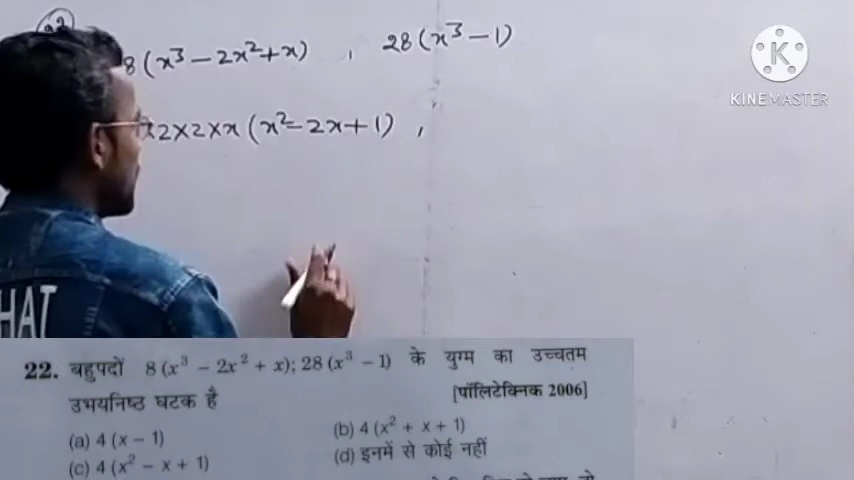 22
8(x³ – 2x² + x) , 28(x³ – 1)
KINEMASTER
×2×2×x (x² – 2x + 1) ,
HAT
22. बहुपदों 8(x³ – 2x² + x); 28(x³ – 1) के युग्म का उच्चतम
उभयनिष्ठ घटक है [पॉलिटेक्निक 2006]
(a) 4(x – 1) (b) 4(x² + x + 1)
(c) 4(x² – x + 1) (d) इनमें से कोई नहीं